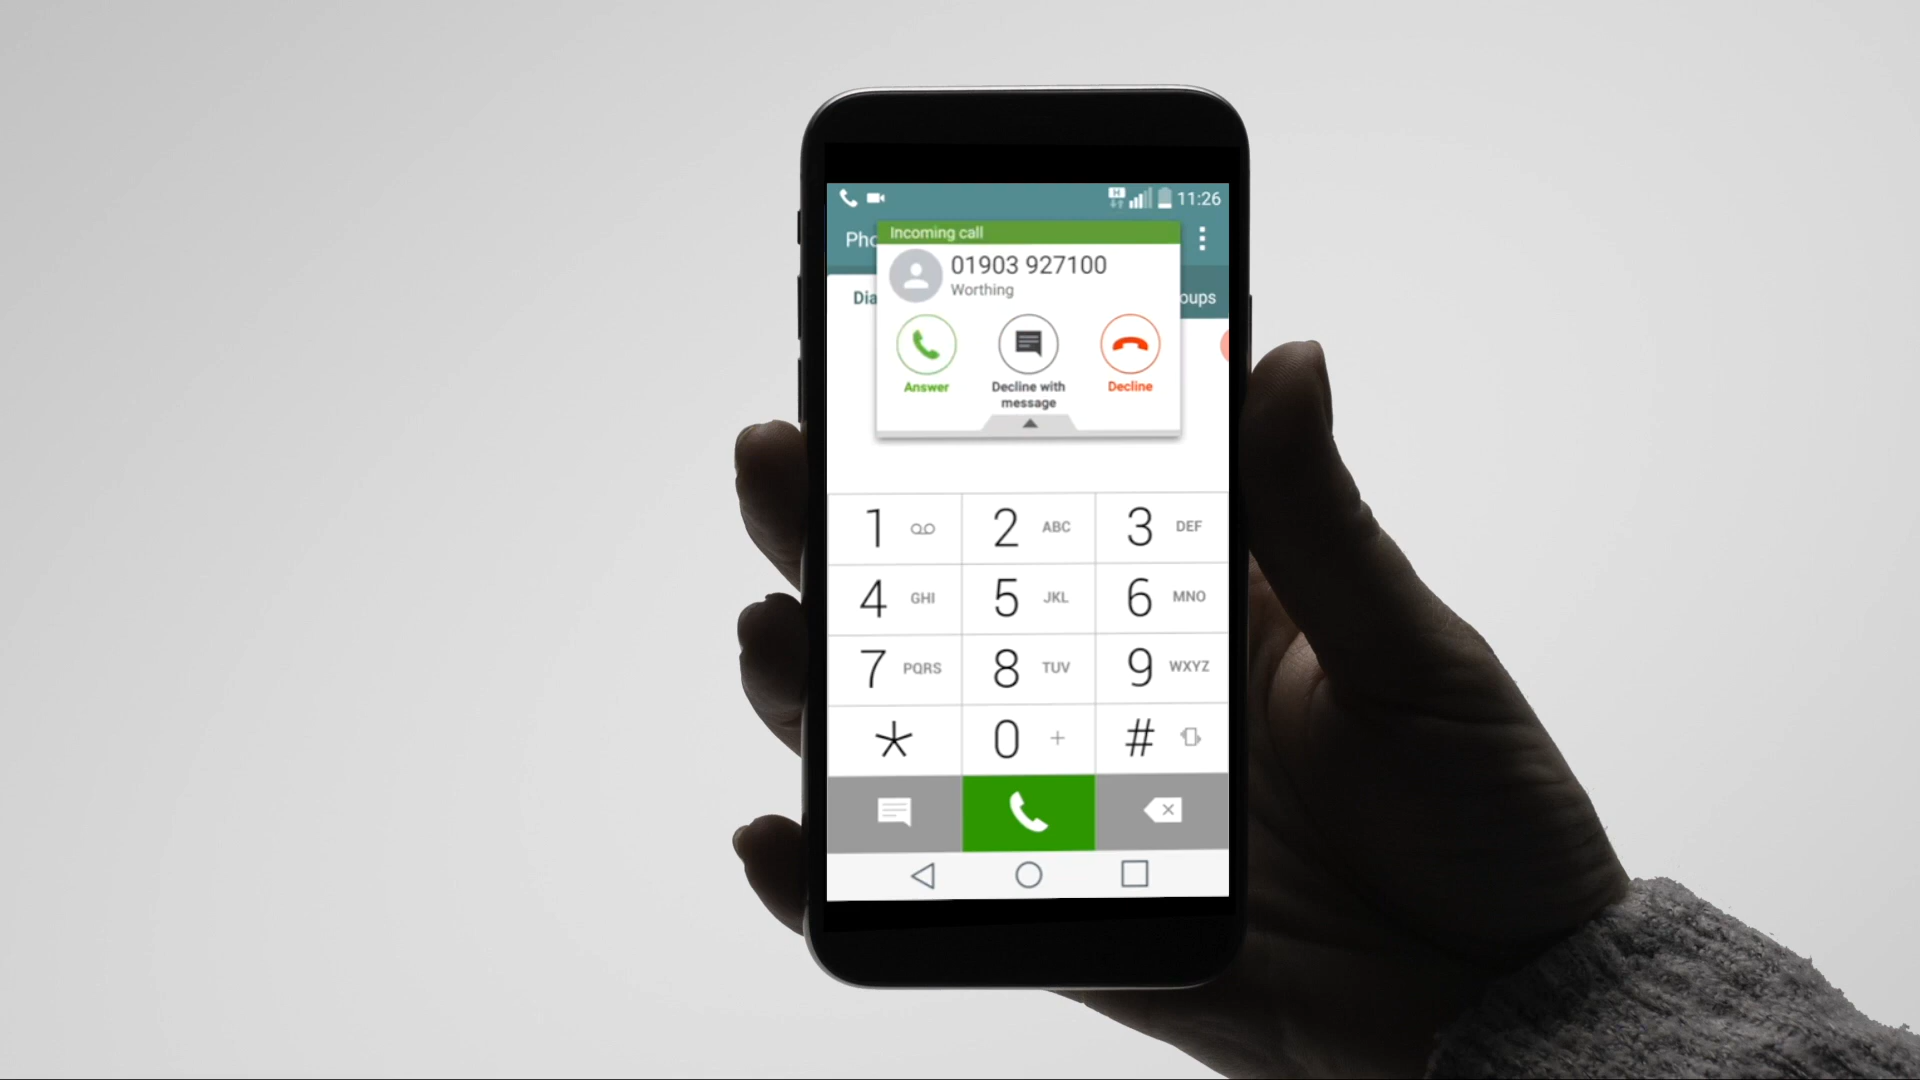 11:26
Pho
Incoming call
01903 927100
Worthing
Dia
oups
Answer
Decline with
message
Decline
1
2 ABC
3 DEF
4 GHI
5 JKL
6 MNO
7 PQRS
8 TUV
9 WXYZ
*
0 +
#